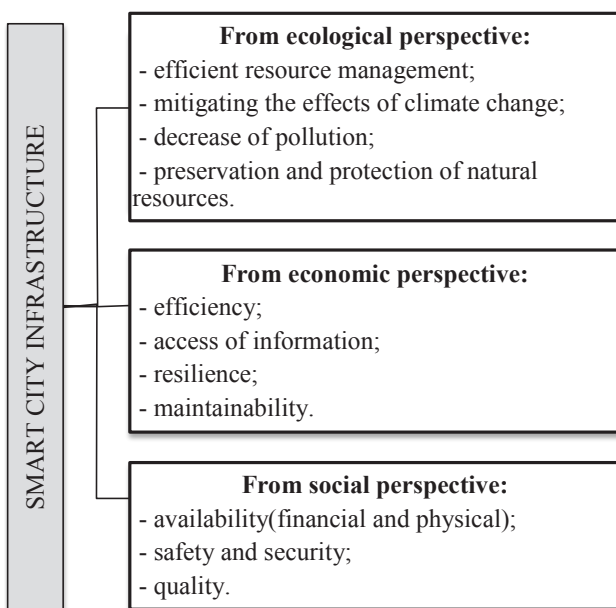 SMART CITY INFRASTRUCTURE
From ecological perspective:
- efficient resource management;
- mitigating the effects of climate change;
- decrease of pollution;
- preservation and protection of natural
resources.
From economic perspective:
- efficiency;
- access of information;
- resilience;
- maintainability.
From social perspective:
- availability(financial and physical);
- safety and security;
- quality.